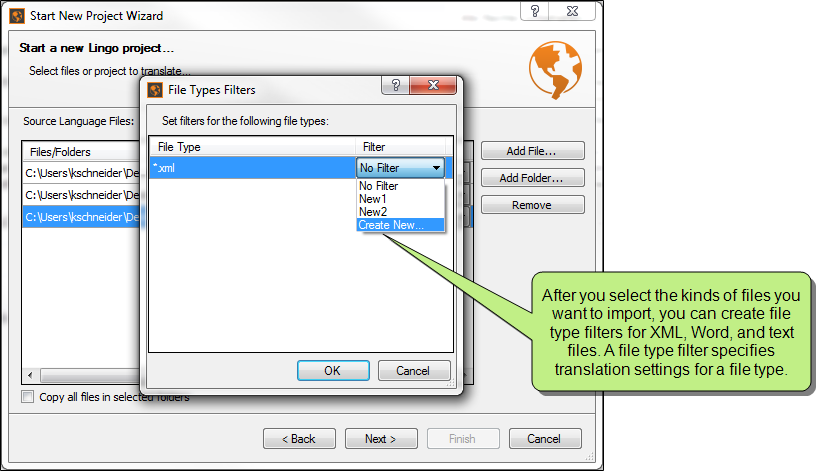 Start New Project Wizard
Start a new Lingo project...
Select files or project to translate...
File Types Filters
Set filters for the following file types:
File Type Filter
*.xml No Filter
No Filter
New1
New2
Create New...
OK Cancel
Source Language Files:
Files/Folders
C:\Users\kschneider\De
C:\Users\kschneider\De
C:\Users\kschneider\De
Add File...
Add Folder...
Remove
Copy all files in selected folders
< Back Next > Finish Cancel
After you select the kinds of files you
want to import, you can create file
type filters for XML, Word, and text
files. A file type filter specifies
translation settings for a file type.